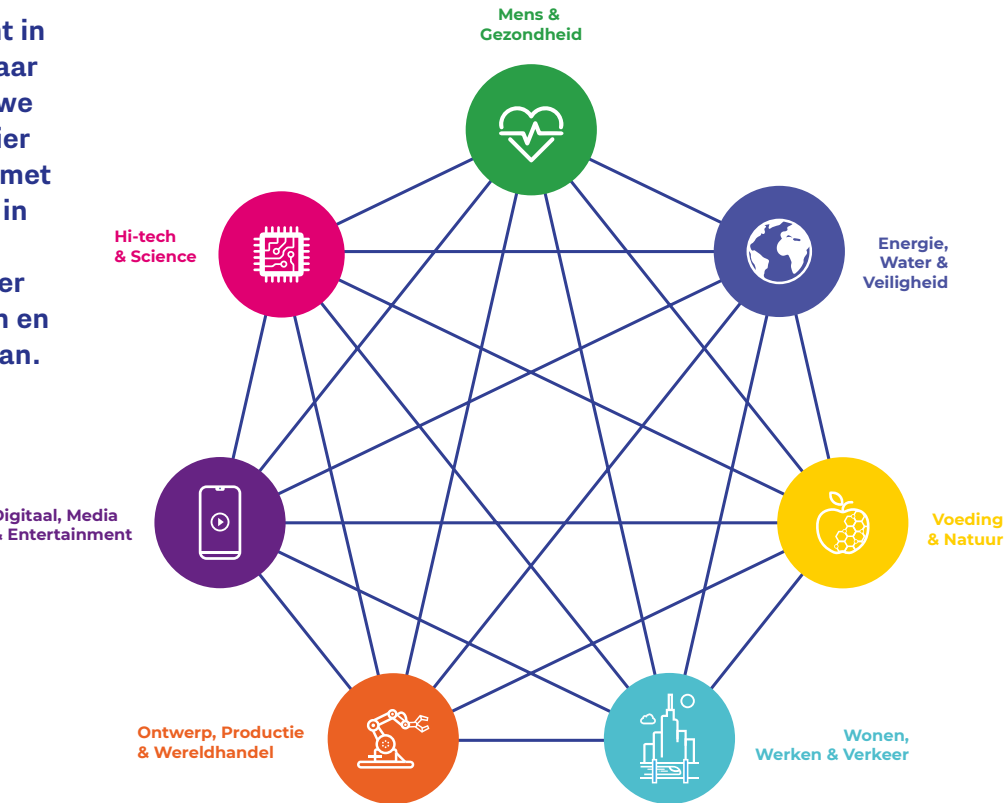 t in
aar
we
ier
met
in
er
n en
an.
Mens &
Gezondheid
Hi-tech
& Science
Energie,
Water &
Veiligheid
Digitaal, Media
& Entertainment
Voeding
& Natuur
Ontwerp, Productie
& Wereldhandel
Wonen,
Werken & Verkeer